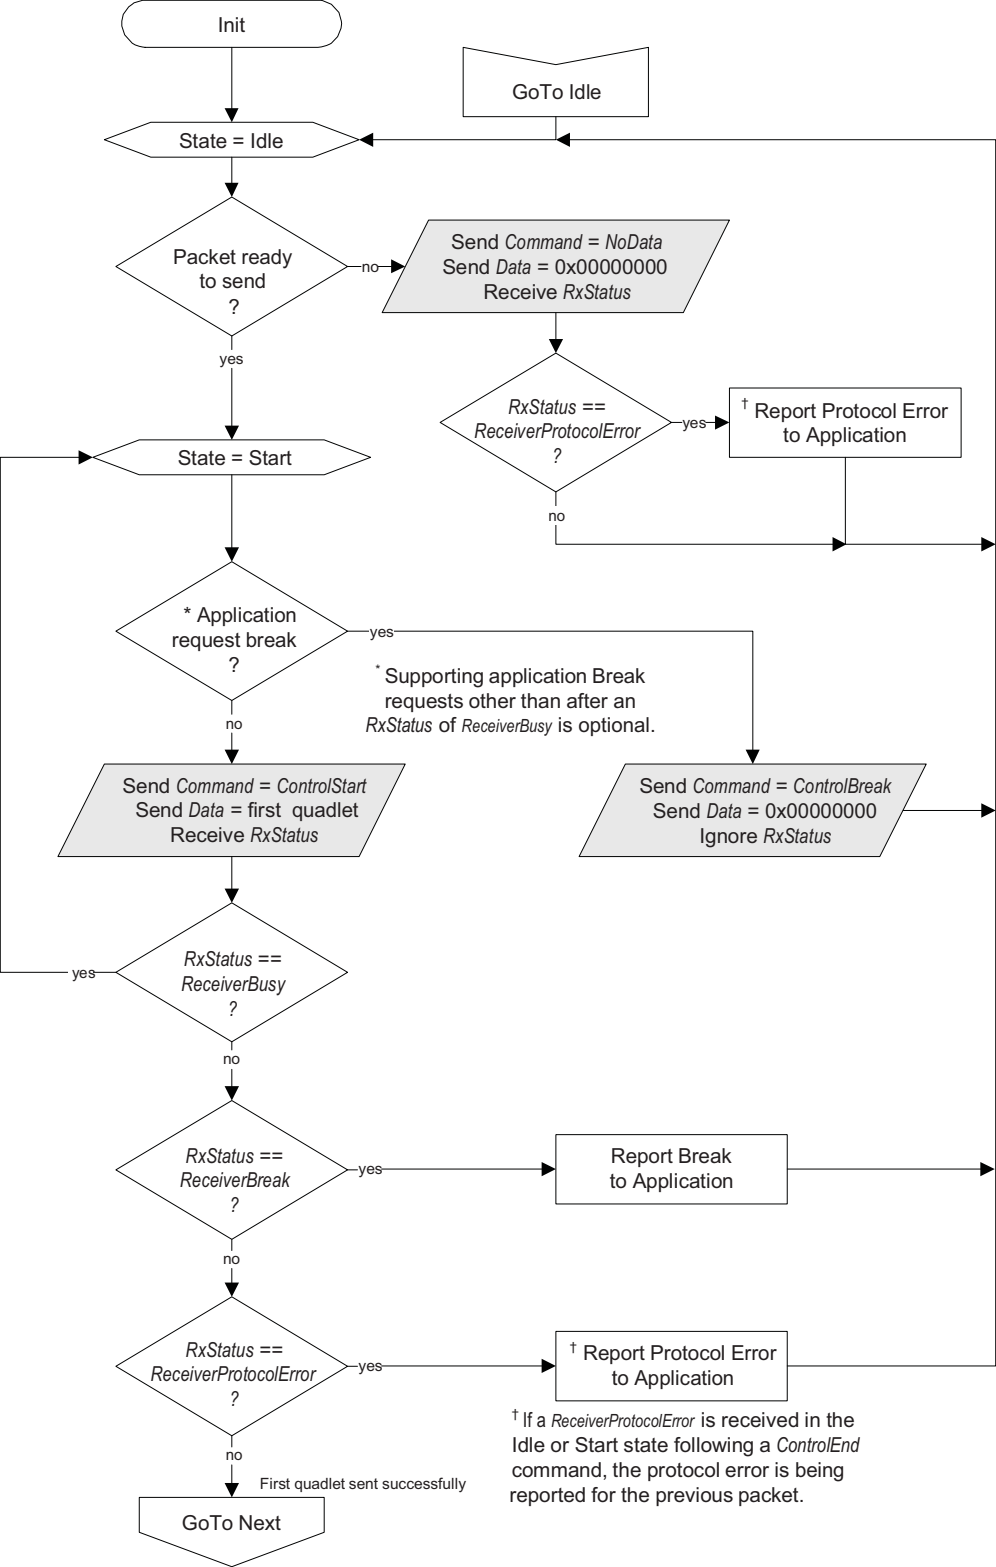 Init
GoTo Idle
State = Idle
Packet ready
to send
?
no
Send Command = NoData
Send Data = 0x00000000
Receive RxStatus
yes
RxStatus ==
ReceiverProtocolError
?
yes
† Report Protocol Error
to Application
no
State = Start
* Application
request break
?
yes
* Supporting application Break
requests other than after an
RxStatus of ReceiverBusy is optional.
no
Send Command = ControlStart
Send Data = first quadlet
Receive RxStatus
Send Command = ControlBreak
Send Data = 0x00000000
Ignore RxStatus
RxStatus ==
ReceiverBusy
?
yes
no
RxStatus ==
ReceiverBreak
?
yes
Report Break
to Application
no
RxStatus ==
ReceiverProtocolError
?
yes
† Report Protocol Error
to Application
† If a ReceiverProtocolError is received in the
Idle or Start state following a ControlEnd
command, the protocol error is being
reported for the previous packet.
no
First quadlet sent successfully
GoTo Next